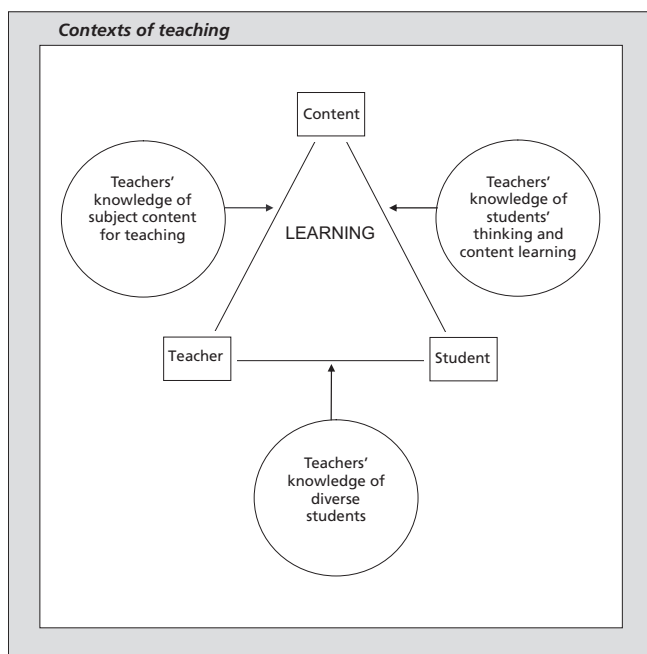 Contexts of teaching
Content
Teachers'
knowledge of
subject content
for teaching
Teachers'
knowledge of
students'
thinking and
content learning
LEARNING
Teacher
Student
Teachers'
knowledge of
diverse
students